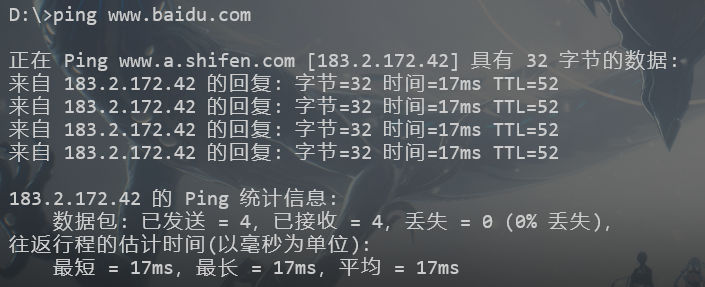 D:\>ping www.baidu.com
正在 Ping www.a.shifen.com [183.2.172.42] 具有 32 字节的数据:
来自 183.2.172.42 的回复: 字节=32 时间=17ms TTL=52
来自 183.2.172.42 的回复: 字节=32 时间=17ms TTL=52
来自 183.2.172.42 的回复: 字节=32 时间=17ms TTL=52
来自 183.2.172.42 的回复: 字节=32 时间=17ms TTL=52
183.2.172.42 的 Ping 统计信息:
数据包: 已发送 = 4，已接收 = 4，丢失 = 0 (0% 丢失)，
往返行程的估计时间(以毫秒为单位):
最短 = 17ms，最长 = 17ms，平均 = 17ms